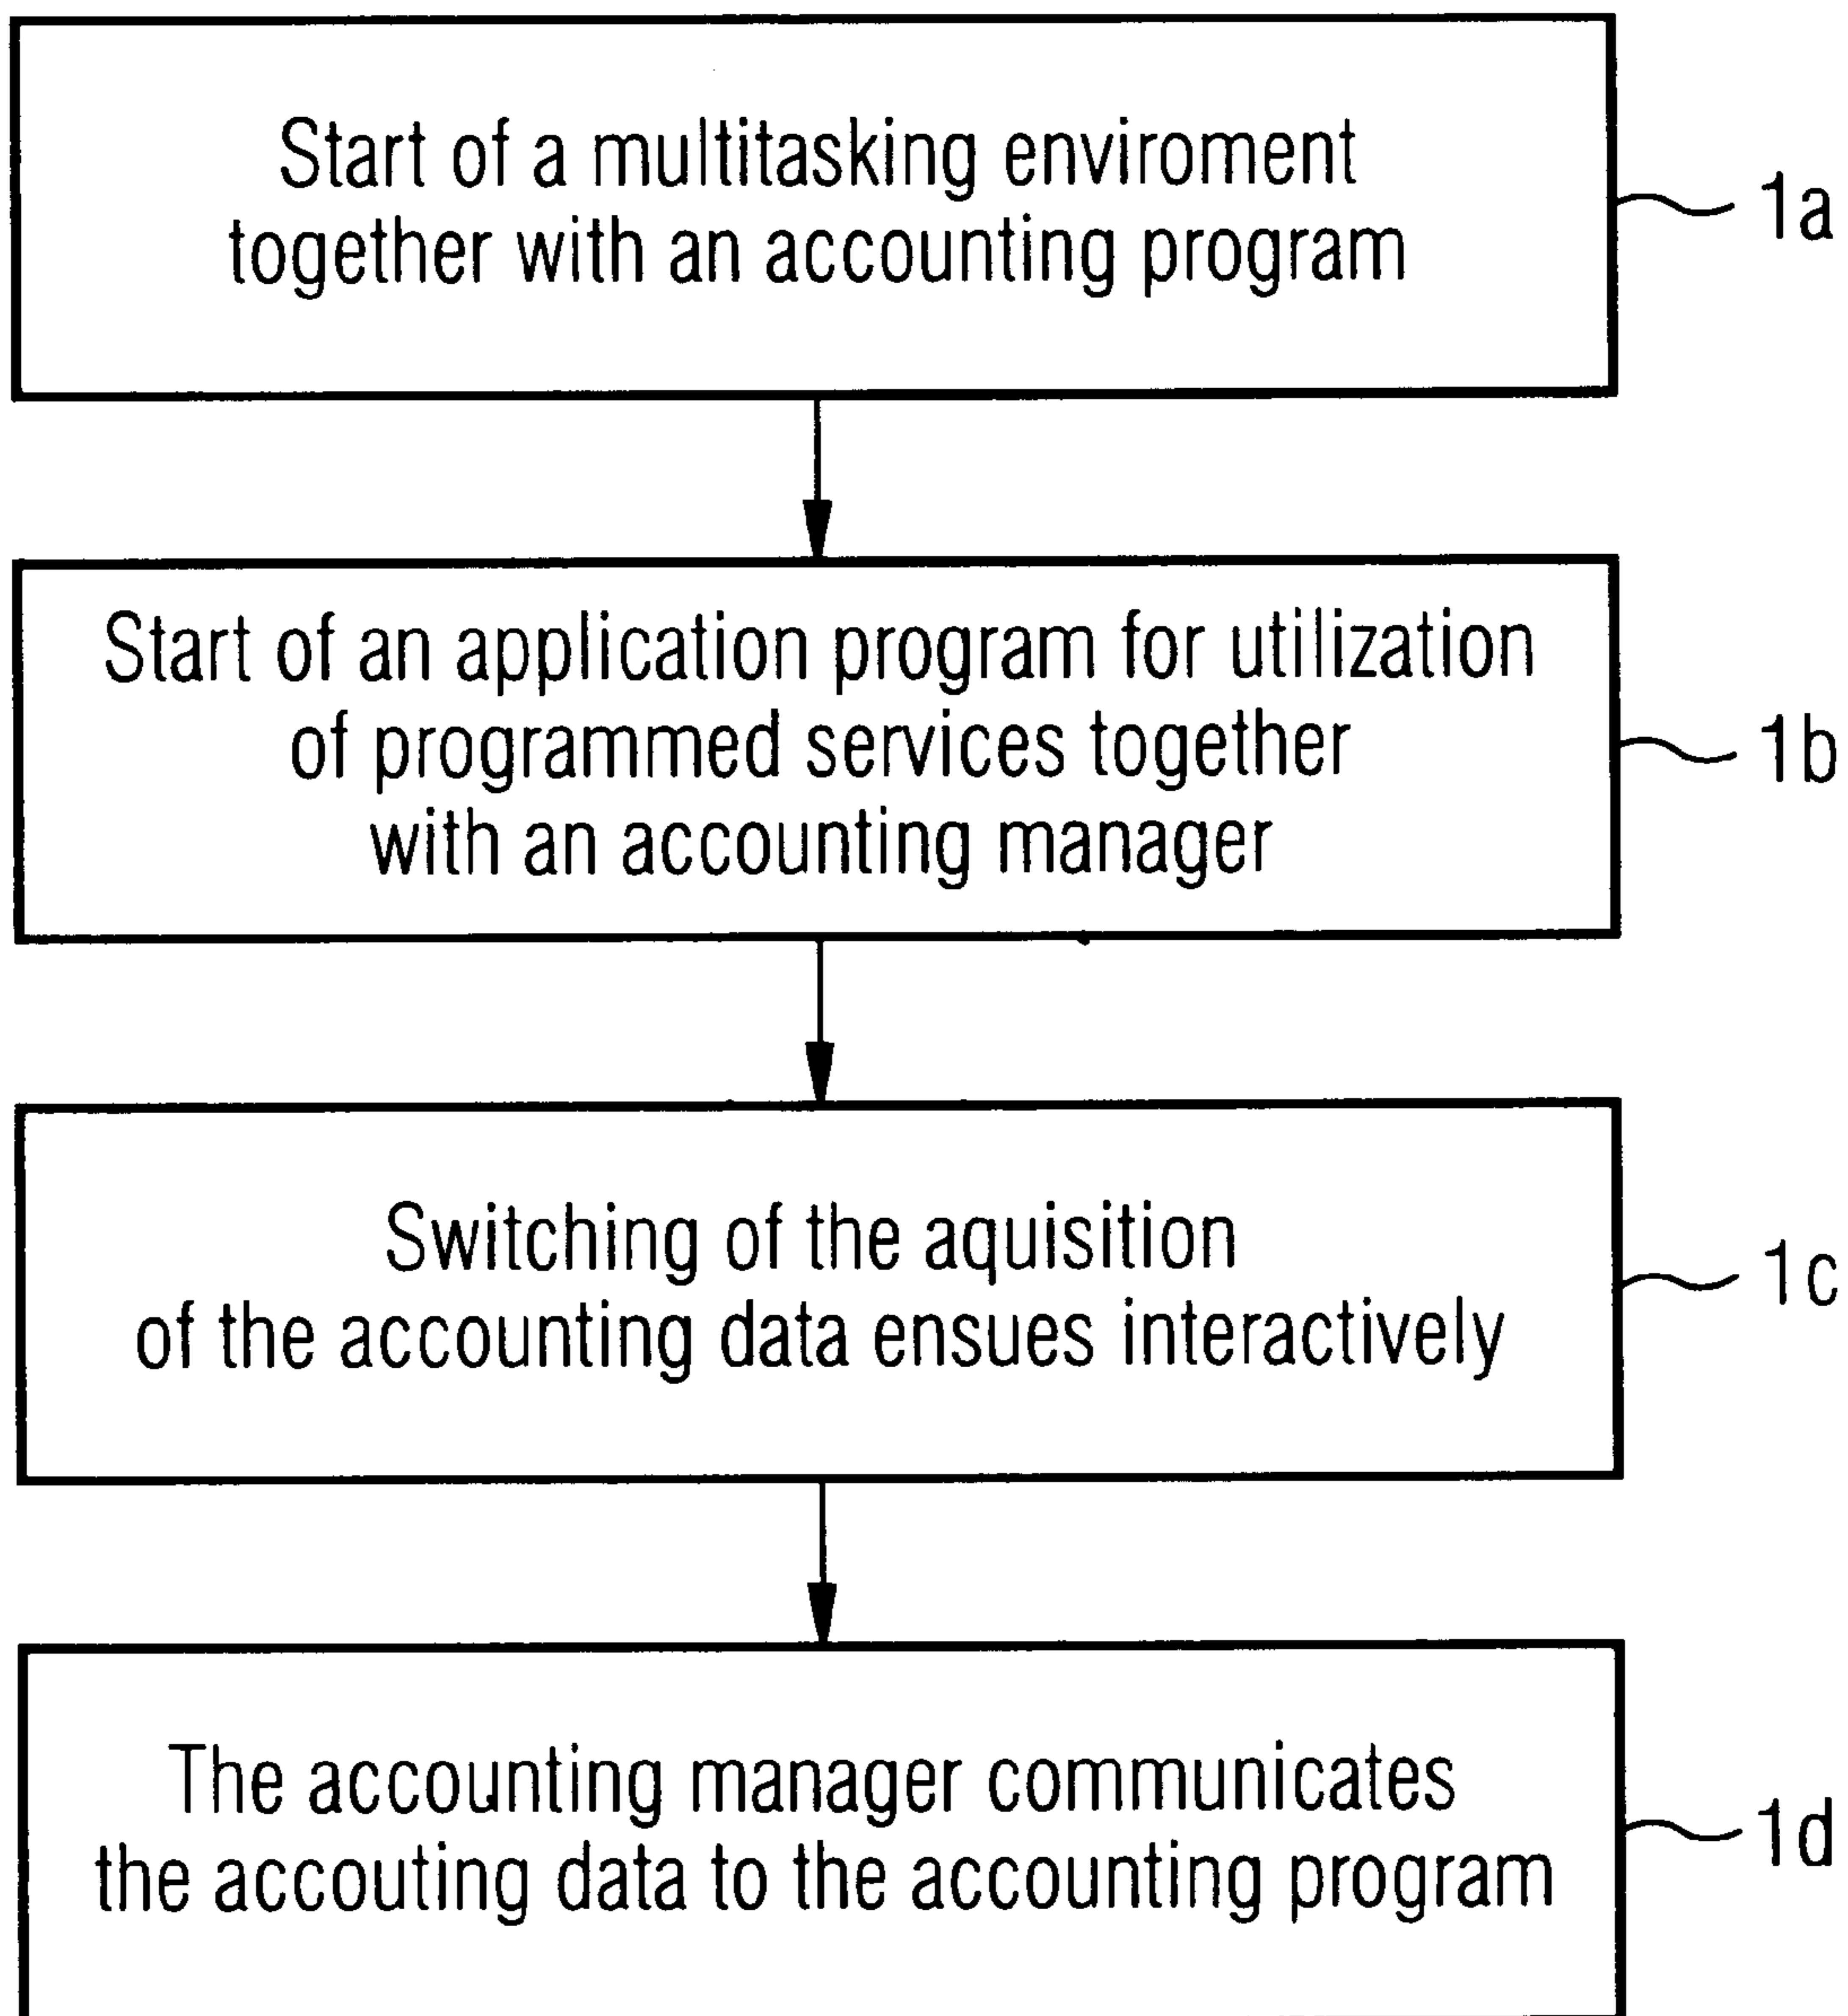 Start of a multitasking enviroment
together with an accounting program
1a
Start of an application program for utilization
of programmed services together
with an accounting manager
1b
Switching of the aquisition
of the accounting data ensues interactively
1c
The accounting manager communicates
the accouting data to the accounting program
1d